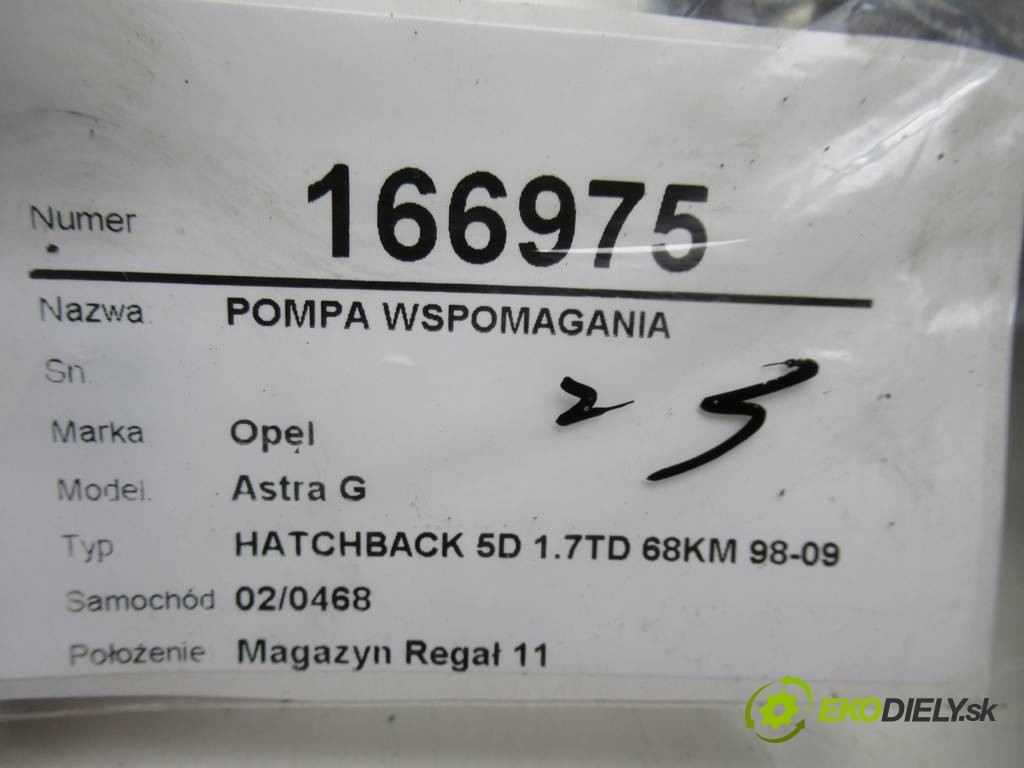 Numer 166975
Nazwa: POMPA WSPOMAGANIA
Sn.
25
Marka Opel
Model. Astra G
Typ HATCHBACK 5D 1.7TD 68KM 98-09
Samochód 02/0468
Położenie Magazyn Regał 11
EKODIELY.sk